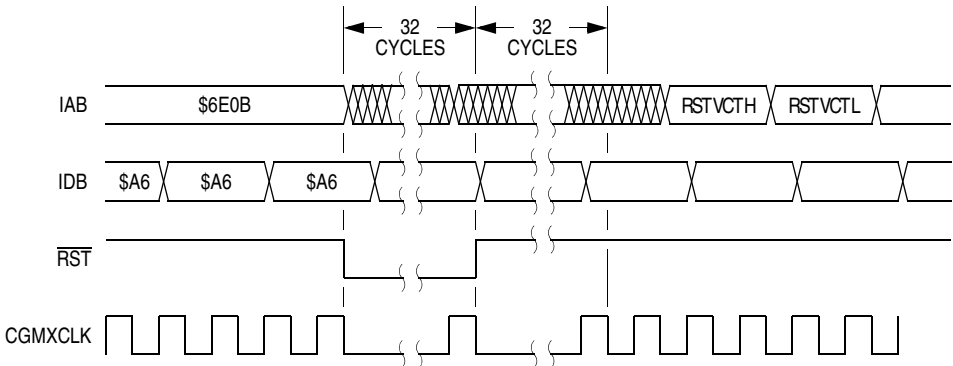 32
CYCLES
32
CYCLES
IAB
$6E0B
RSTVCTH
RSTVCTL
IDB
$A6
$A6
$A6
RST
CGMXCLK